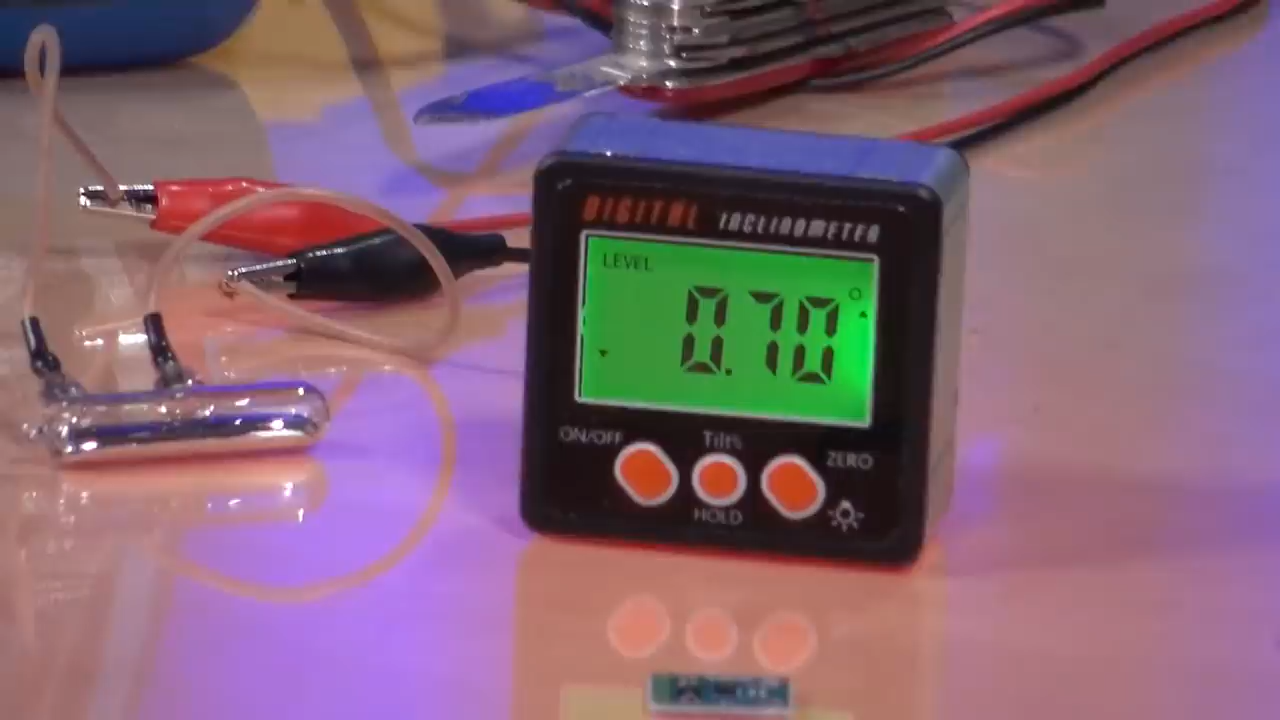 DIGITAL INCLINOMETER
LEVEL
0.70°
ON/OFF Tilt% ZERO
HOLD